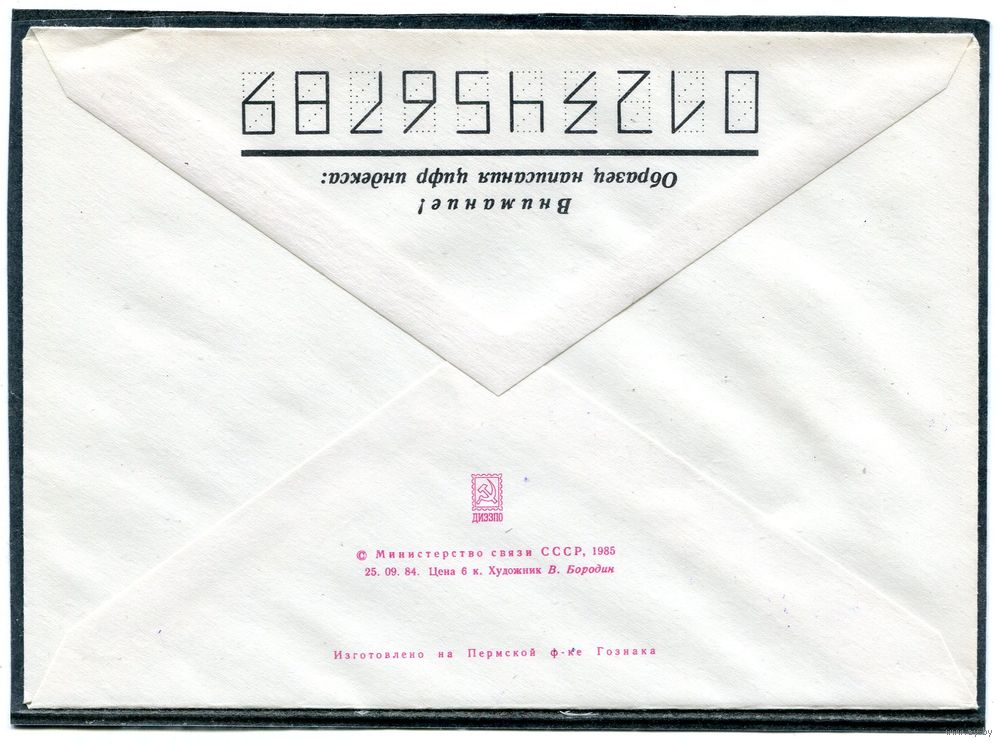 Внимание!
Образец написания цифр индекса:
0123456789
ДИЭЗПО
© Министерство связи СССР, 1985
25. 09. 84. Цена 6 к. Художник В. Бородин
Изготовлено на Пермской ф-ке Гознака